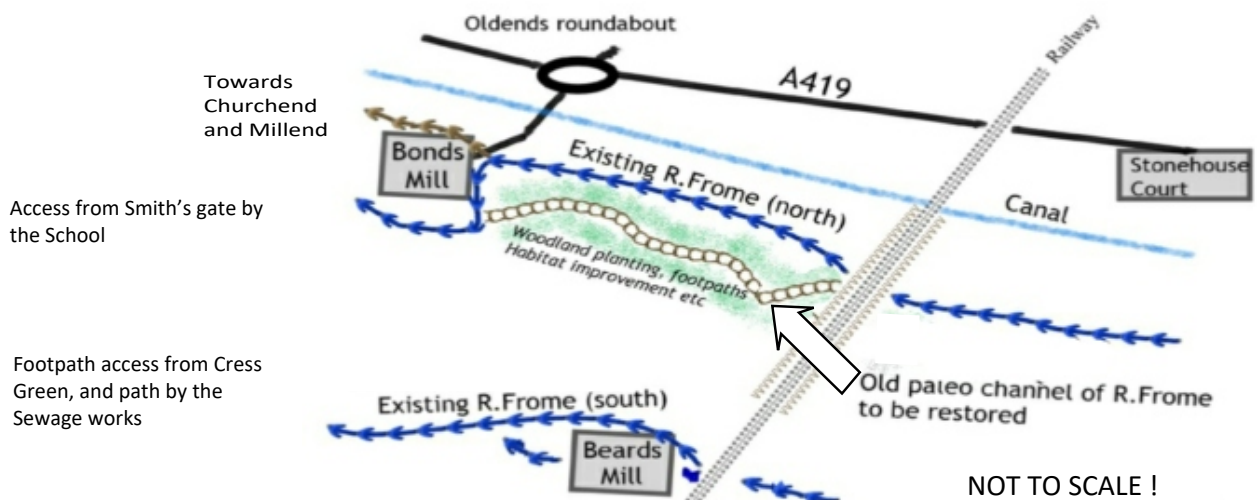 Oldends roundabout
Railway
A419
Towards
Churchend
and Millend
Bonds
Mill
Existing R.Frome (north)
Stonehouse
Court
Canal
Access from Smith’s gate by
the School
Woodland planting, footpaths
Habitat improvement etc
Footpath access from Cress
Green, and path by the
Sewage works
Old paleo channel of R.Frome
to be restored
Existing R.Frome (south)
Beards
Mill
NOT TO SCALE !